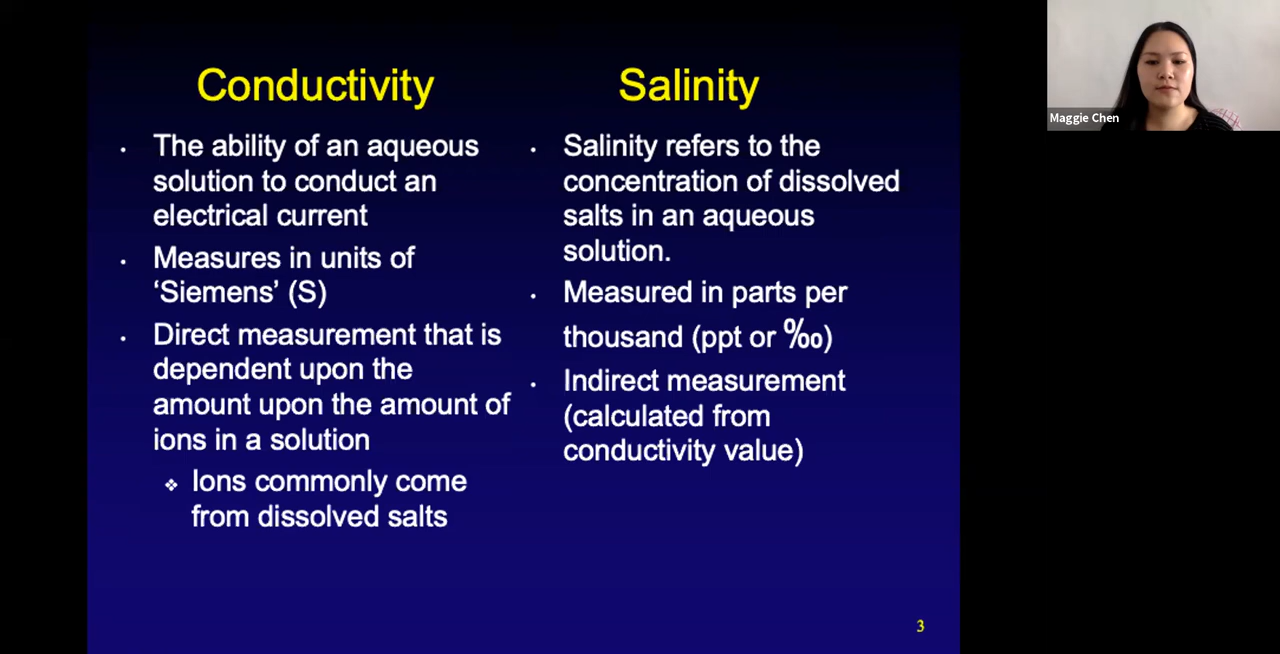 Conductivity
• The ability of an aqueous
solution to conduct an
electrical current
• Measures in units of
‘Siemens’ (S)
• Direct measurement that is
dependent upon the
amount upon the amount of
ions in a solution
❖ Ions commonly come
from dissolved salts
Salinity
• Salinity refers to the
concentration of dissolved
salts in an aqueous
solution.
• Measured in parts per
thousand (ppt or ‰)
• Indirect measurement
(calculated from
conductivity value)
3
Maggie Chen